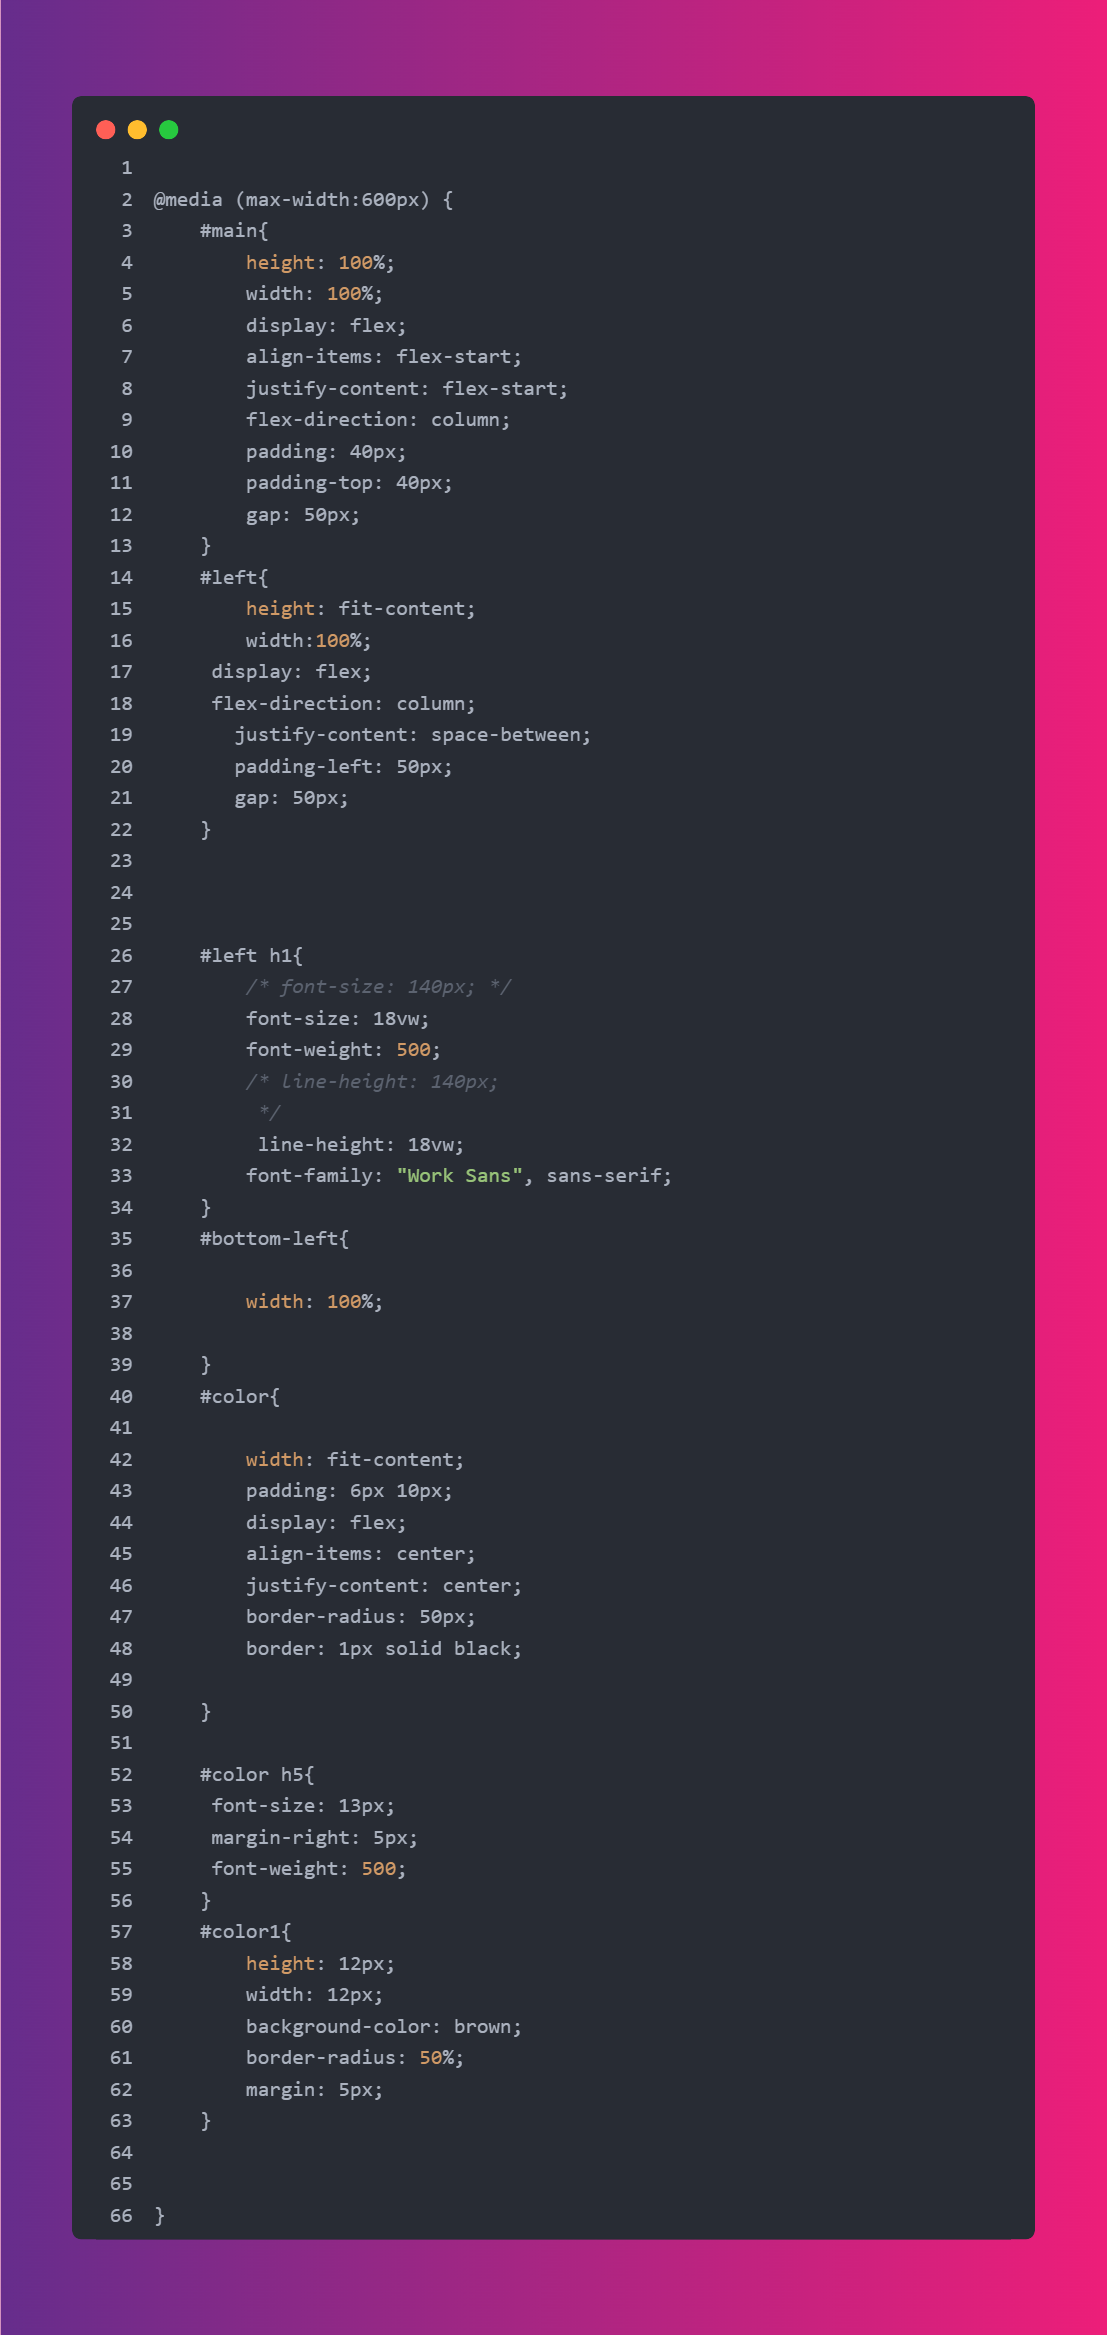 1
2 @media (max-width:600px) {
3     #main{
4         height: 100%;
5         width: 100%;
6         display: flex;
7         align-items: flex-start;
8         justify-content: flex-start;
9         flex-direction: column;
10         padding: 40px;
11         padding-top: 40px;
12         gap: 50px;
13     }
14     #left{
15         height: fit-content;
16         width:100%;
17      display: flex;
18      flex-direction: column;
19        justify-content: space-between;
20        padding-left: 50px;
21        gap: 50px;
22     }
23
24
25
26     #left h1{
27         /* font-size: 140px; */
28         font-size: 18vw;
29         font-weight: 500;
30         /* line-height: 140px;
31          */
32          line-height: 18vw;
33         font-family: "Work Sans", sans-serif;
34     }
35     #bottom-left{
36
37         width: 100%;
38
39     }
40     #color{
41
42         width: fit-content;
43         padding: 6px 10px;
44         display: flex;
45         align-items: center;
46         justify-content: center;
47         border-radius: 50px;
48         border: 1px solid black;
49
50     }
51
52     #color h5{
53      font-size: 13px;
54      margin-right: 5px;
55      font-weight: 500;
56     }
57     #color1{
58         height: 12px;
59         width: 12px;
60         background-color: brown;
61         border-radius: 50%;
62         margin: 5px;
63     }
64
65
66 }